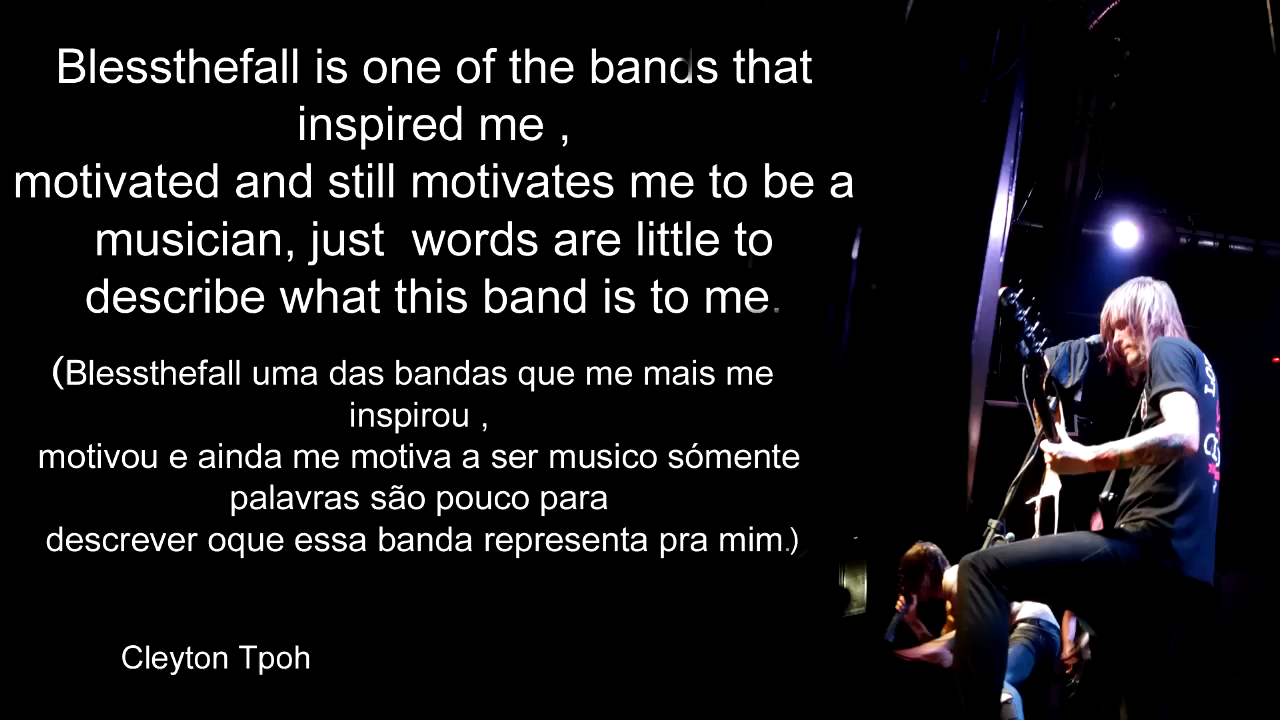 Blessthefall is one of the bands that
inspired me ,
motivated and still motivates me to be a
musician, just  words are little to
describe what this band is to me.
(Blessthefall uma das bandas que me mais me
inspirou ,
motivou e ainda me motiva a ser musico sómente
palavras são pouco para
descrever oque essa banda representa pra mim.)
Cleyton Tpoh